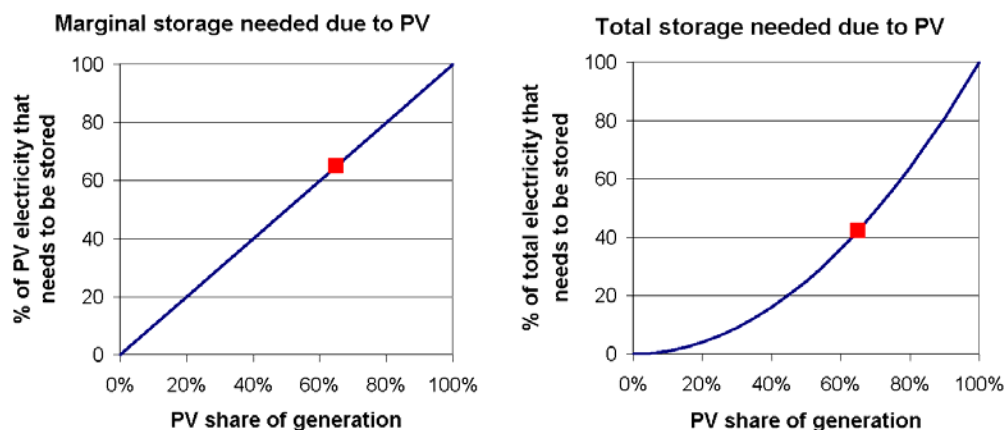 Marginal storage needed due to PV
% of PV electricity that
needs to be stored
100
80
60
40
20
0
0% 20% 40% 60% 80% 100%
PV share of generation
Total storage needed due to PV
% of total electricity that
needs to be stored
100
80
60
40
20
0
0% 20% 40% 60% 80% 100%
PV share of generation